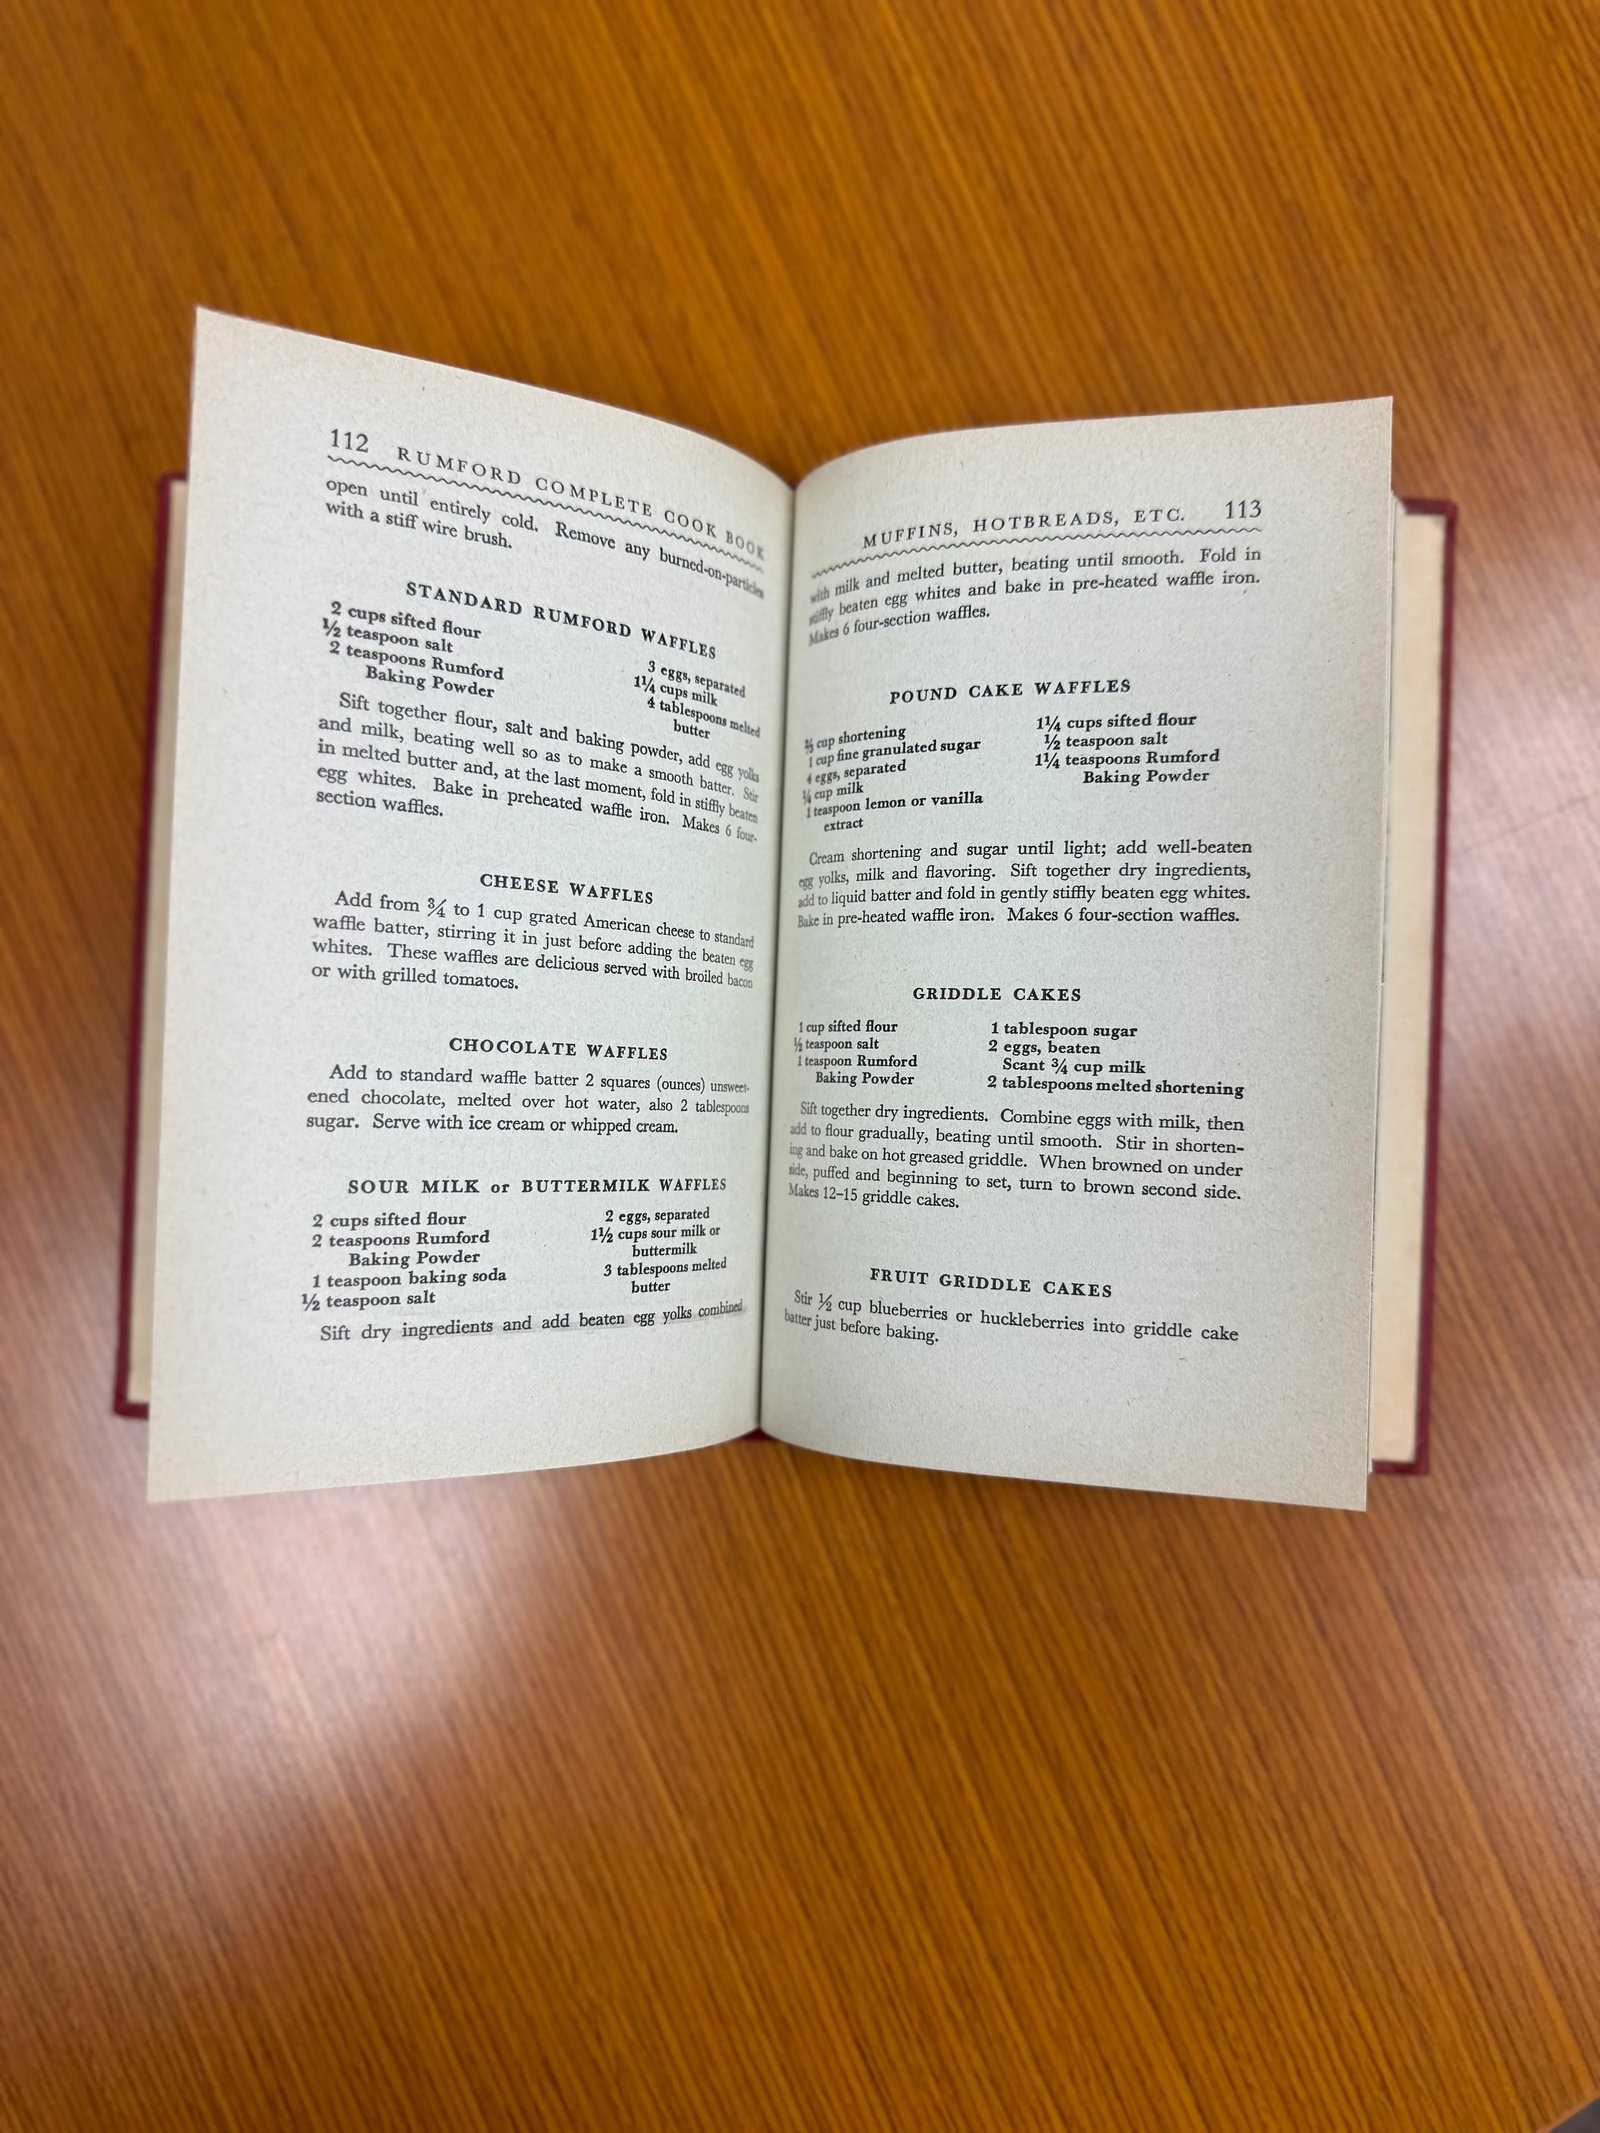 112 RUMFORD COMPLETE COOK BOOK
open until entirely cold. Remove any burned-on-particles
with a stiff wire brush.
STANDARD RUMFORD WAFFLES
2 cups sifted flour
½ teaspoon salt
2 teaspoons Rumford
Baking Powder
3 eggs, separated
1¼ cups milk
4 tablespoons melted
butter
Sift together flour, salt and baking powder, add egg yolks
and milk, beating well so as to make a smooth batter. Stir
in melted butter and, at the last moment, fold in stiffly beaten
egg whites. Bake in preheated waffle iron. Makes 6 four-
section waffles.
CHEESE WAFFLES
Add from ¾ to 1 cup grated American cheese to standard
waffle batter, stirring it in just before adding the beaten egg
whites. These waffles are delicious served with broiled bacon
or with grilled tomatoes.
CHOCOLATE WAFFLES
Add to standard waffle batter 2 squares (ounces) unsweet-
ened chocolate, melted over hot water, also 2 tablespoons
sugar. Serve with ice cream or whipped cream.
SOUR MILK or BUTTERMILK WAFFLES
2 cups sifted flour
2 teaspoons Rumford
Baking Powder
1 teaspoon baking soda
½ teaspoon salt
2 eggs, separated
1½ cups sour milk or
buttermilk
3 tablespoons melted
butter
Sift dry ingredients and add beaten egg yolks combined
MUFFINS, HOTBREADS, ETC. 113
with milk and melted butter, beating until smooth. Fold in
stiffly beaten egg whites and bake in pre-heated waffle iron.
Makes 6 four-section waffles.
POUND CAKE WAFFLES
cup shortening
1 cup fine granulated sugar
4 eggs, separated
¼ cup milk
1 teaspoon lemon or vanilla
extract
1¼ cups sifted flour
½ teaspoon salt
1¼ teaspoons Rumford
Baking Powder
Cream shortening and sugar until light; add well-beaten
egg yolks, milk and flavoring. Sift together dry ingredients,
add to liquid batter and fold in gently stiffly beaten egg whites.
Bake in pre-heated waffle iron. Makes 6 four-section waffles.
GRIDDLE CAKES
1 cup sifted flour
½ teaspoon salt
1 teaspoon Rumford
Baking Powder
1 tablespoon sugar
2 eggs, beaten
Scant ¾ cup milk
2 tablespoons melted shortening
Sift together dry ingredients. Combine eggs with milk, then
add to flour gradually, beating until smooth. Stir in shorten-
ing and bake on hot greased griddle. When browned on under
side, puffed and beginning to set, turn to brown second side.
Makes 12–15 griddle cakes.
FRUIT GRIDDLE CAKES
Stir ½ cup blueberries or huckleberries into griddle cake
batter just before baking.